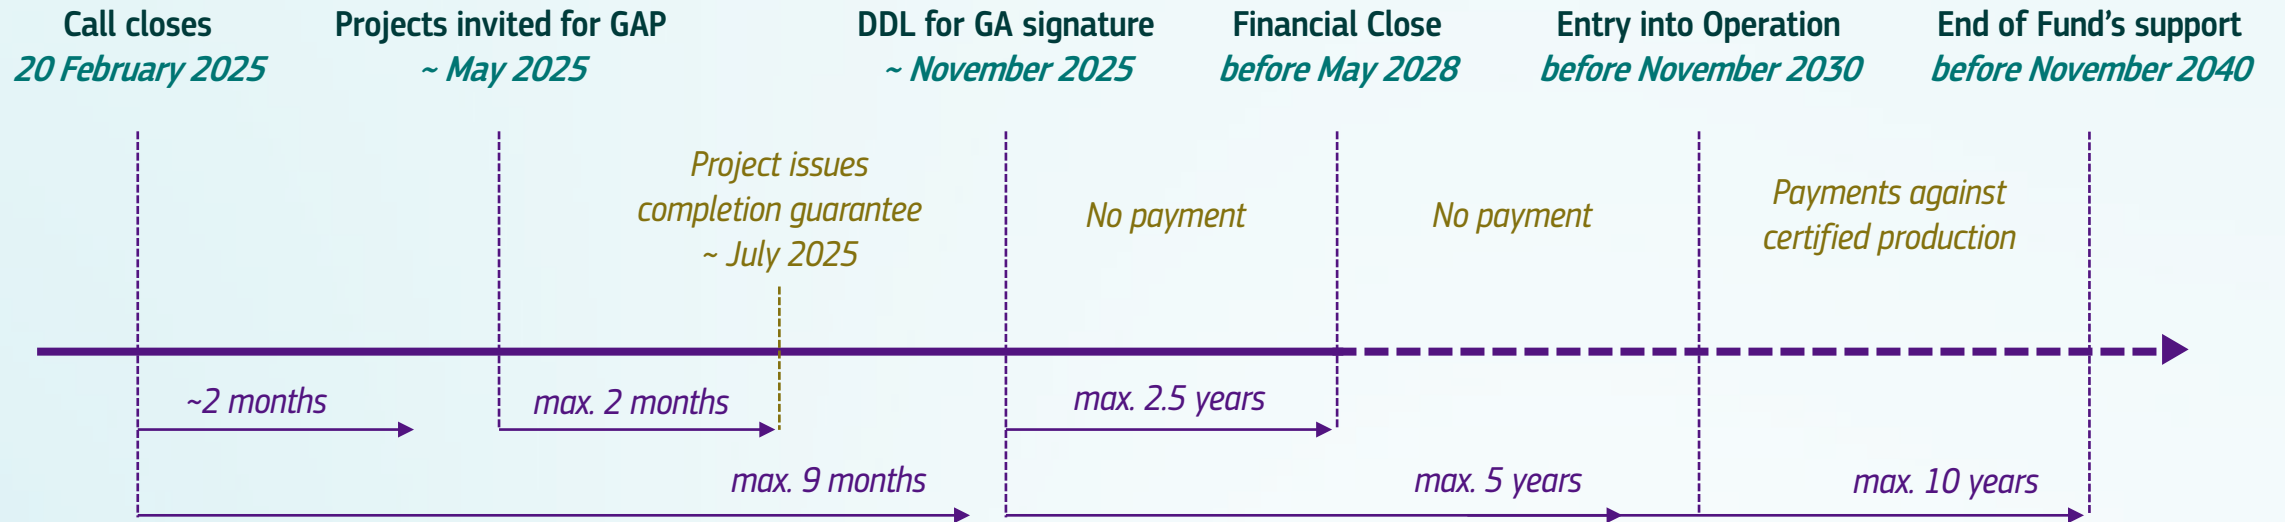 Call closes
20 February 2025
Projects invited for GAP
~ May 2025
DDL for GA signature
~ November 2025
Financial Close
before May 2028
Entry into Operation
before November 2030
End of Fund's support
before November 2040
Project issues
completion guarantee
~ July 2025
No payment
No payment
Payments against
certified production
~2 months
max. 2 months
max. 2.5 years
max. 9 months
max. 5 years
max. 10 years